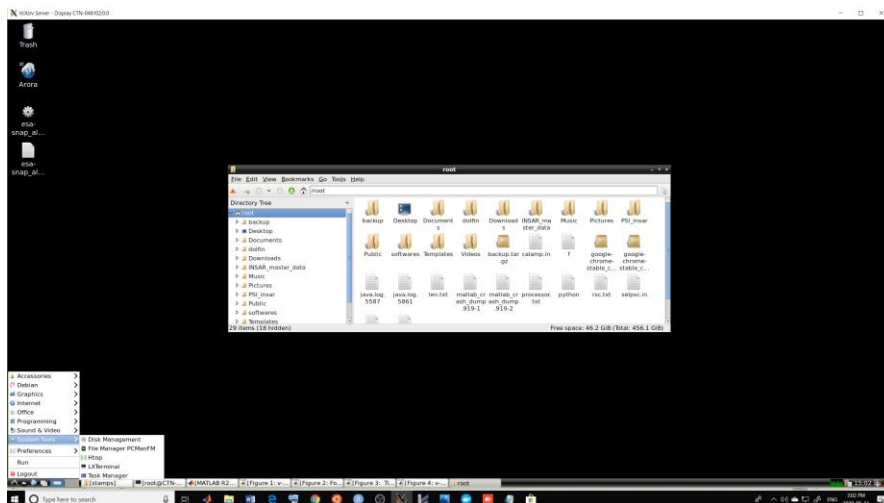 VcXsrv Server - Display CTN-0481020:0.0
Trash
Arora
esa-
snap_al...
esa-
snap_al...
root
File Edit View Bookmarks Go Tools Help
/root
Directory Tree
root
backup
Desktop
Documents
dolfin
Downloads
INSAR_master_data
Music
Pictures
PSI_insar
Public
softwares
Templates
backup Desktop Document dolfin Download INSAR_ma Music Pictures PSI_insar
s s ster_data
Public softwares Templates Videos backup.tar calamp.in f google- google-
.gz chrome- chrome-
stable_c... stable_c...
java.log. java.log. len.txt matlab_cr matlab_cr processor. python rsc.txt selpsc.in
5587 5861 ash_dump ash_dump txt
.919-1 .919-2
29 items (18 hidden) Free space: 46.2 GiB (Total: 456.1 GiB)
Accessories
Debian
Graphics
Internet
Office
Programming
Sound & Video
System Tools
Preferences
Run
Logout
Disk Management
File Manager PCManFM
Htop
LXTerminal
Task Manager
[stamps] [root@CTN-... [MATLAB R2... [Figure 1: v-... [Figure 2: Fo... [Figure 3: Ti... [Figure 4: v-... root 15:02
Type here to search ENG 3:02 PM